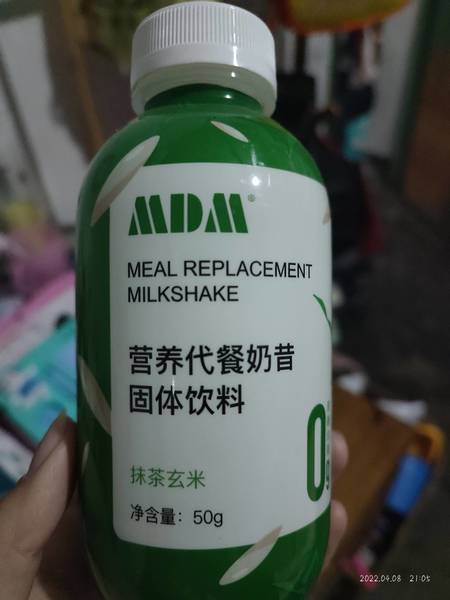 MDM®
MEAL REPLACEMENT
MILKSHAKE
营养代餐奶昔
固体饮料
0
g
抹茶玄米
净含量：50g
2022.04.08 21:05